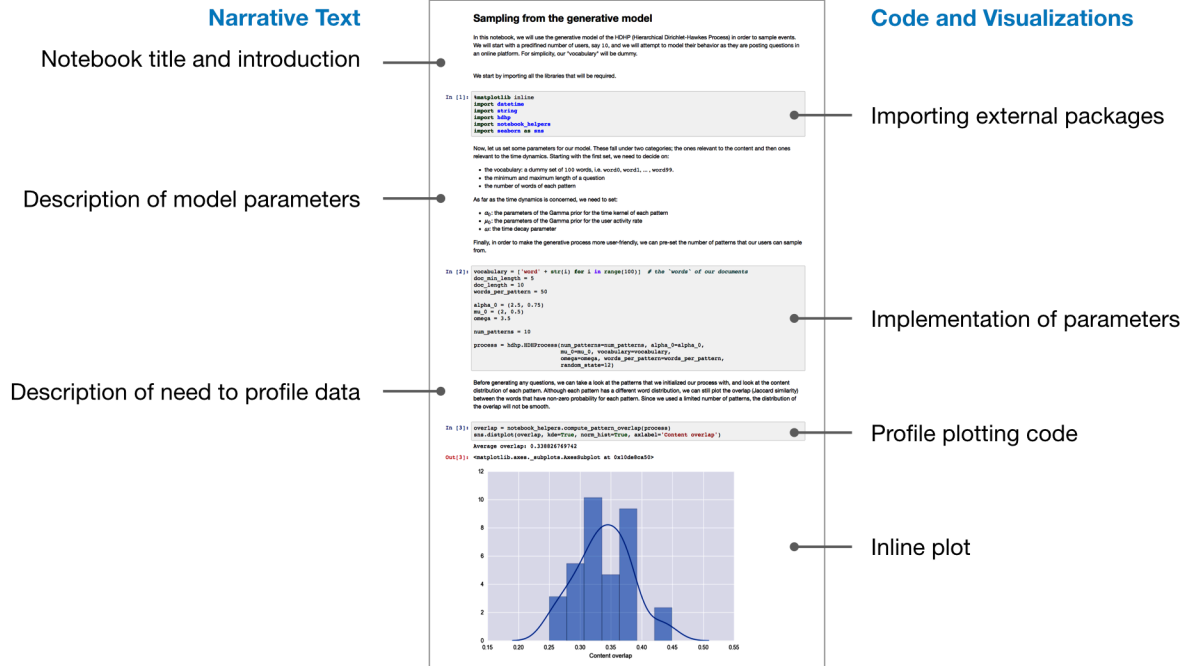 Narrative Text
Code and Visualizations
Notebook title and introduction
Description of model parameters
Description of need to profile data
Importing external packages
Implementation of parameters
Profile plotting code
Inline plot
Sampling from the generative model
In this notebook, we will use the generative model of the HDHP (Hierarchical Dirichlet-Hawkes Process) in order to sample events.
We will start with a predifined number of users, say 10, and we will attempt to model their behavior as they are posting questions in
an online platform. For simplicity, our "vocabulary" will be dummy.
We start by importing all the libraries that will be required.
In [1]: %matplotlib inline
import datetime
import string
import hdhp
import notebook_helpers
import seaborn as sns
Now, let us set some parameters for our model. These fall under two categories; the ones relevant to the content and then ones
relevant to the time dynamics. Starting with the first set, we need to decide on:
• the vocabulary: a dummy set of 100 words, i.e. word0, word1, ... , word99.
• the minimum and maximum length of a question
• the number of words of each pattern
As far as the time dynamics is concerned, we need to set:
• α0: the parameters of the Gamma prior for the time kernel of each pattern
• μ0: the parameters of the Gamma prior for the user activity rate
• ω: the time decay parameter
Finally, in order to make the generative process more user-friendly, we can pre-set the number of patterns that our users can sample
from.
In [2]: vocabulary = ['word' + str(i) for i in range(100)]  # the 'words' of our documents
doc_min_length = 5
doc_length = 10
words_per_pattern = 50
alpha_0 = (2.5, 0.75)
mu_0 = (2, 0.5)
omega = 3.5
num_patterns = 10
process = hdhp.HDHProcess(num_patterns=num_patterns, alpha_0=alpha_0,
mu_0=mu_0, vocabulary=vocabulary,
omega=omega, words_per_pattern=words_per_pattern,
random_state=12)
Before generating any questions, we can take a look at the patterns that we initialized our process with, and look at the content
distribution of each pattern. Although each pattern has a different word distribution, we can still plot the overlap (Jaccard similarity)
between the words that have non-zero probability for each pattern. Since we used a limited number of patterns, the distribution of
the overlap will not be smooth.
In [3]: overlap = notebook_helpers.compute_pattern_overlap(process)
sns.distplot(overlap, kde=True, norm_hist=True, axlabel='Content overlap')
Average overlap: 0.338826769742
Out[3]: <matplotlib.axes._subplots.AxesSubplot at 0x10de8ca50>
12
10
8
6
4
2
0
0.15 0.20 0.25 0.30 0.35 0.40 0.45 0.50 0.55
Content overlap